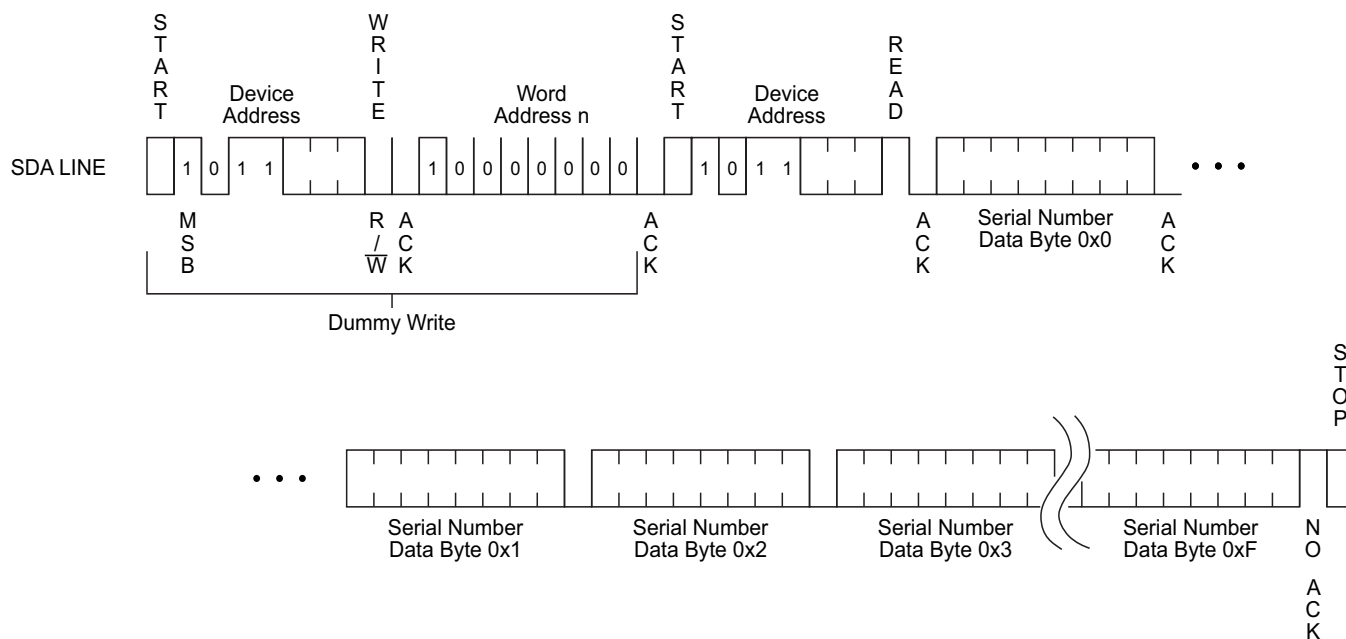 START
WRITE
START
READ
Device
Address
Word
Address n
Device
Address
SDA LINE
1 0 1 1
1 0 0 0 0 0 0 0
1 0 1 1
• • •
MSB
R/W
ACK
ACK
ACK
Serial Number
Data Byte 0x0
ACK
Dummy Write
STOP
• • •
Serial Number
Data Byte 0x1
Serial Number
Data Byte 0x2
Serial Number
Data Byte 0x3
Serial Number
Data Byte 0xF
NO ACK